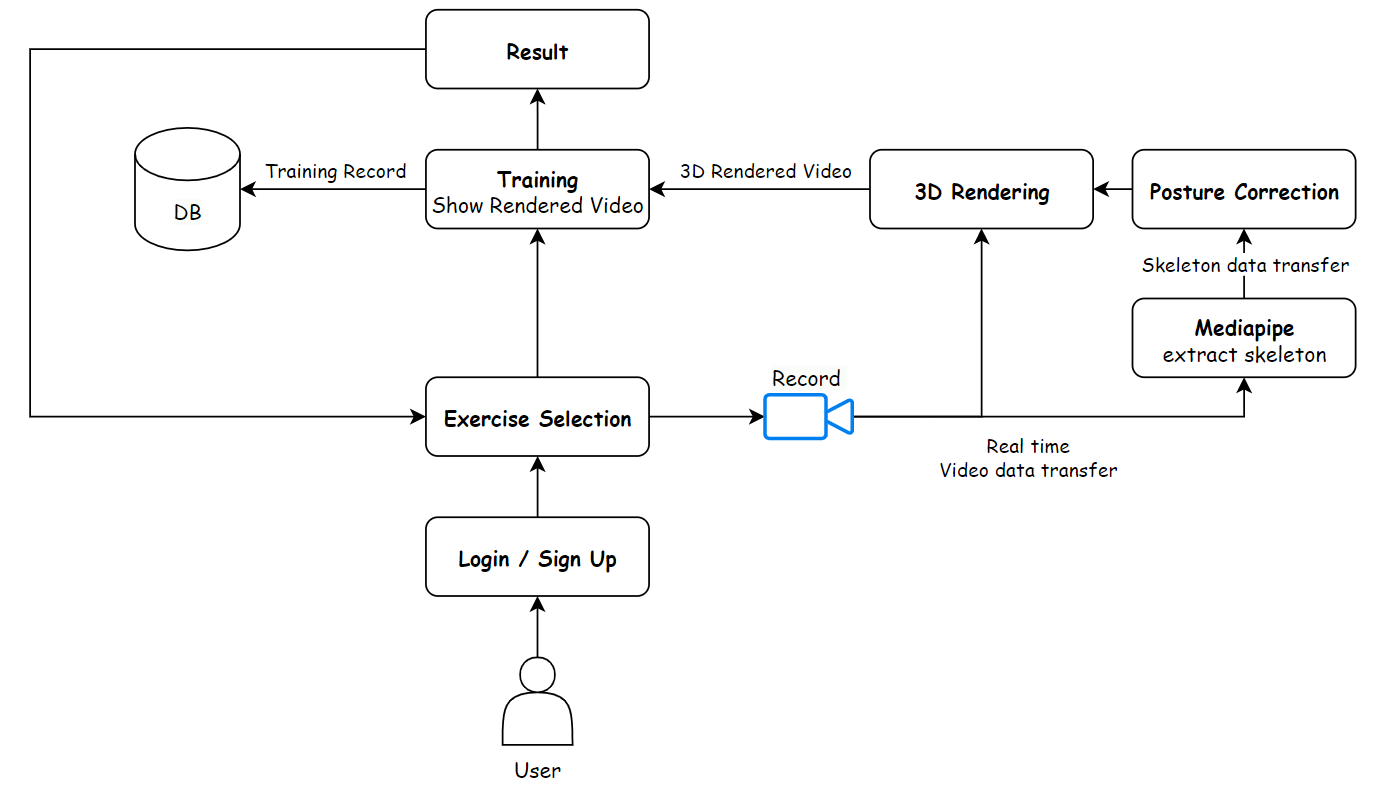 Result
Training Record
Training
Show Rendered Video
3D Rendered Video
3D Rendering
Posture Correction
DB
Skeleton data transfer
Mediapipe
extract skeleton
Record
Exercise Selection
Real time
Video data transfer
Login / Sign Up
User